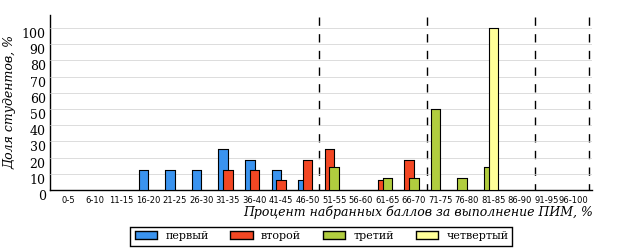 Доля студентов, %
100
90
80
70
60
50
40
30
20
10
0
0-5 6-10 11-15 16-20 21-25 26-30 31-35 36-40 41-45 46-50 51-55 56-60 61-65 66-70 71-75 76-80 81-85 86-90 91-95 96-100
Процент набранных баллов за выполнение ПИМ, %
первый второй третий четвертый